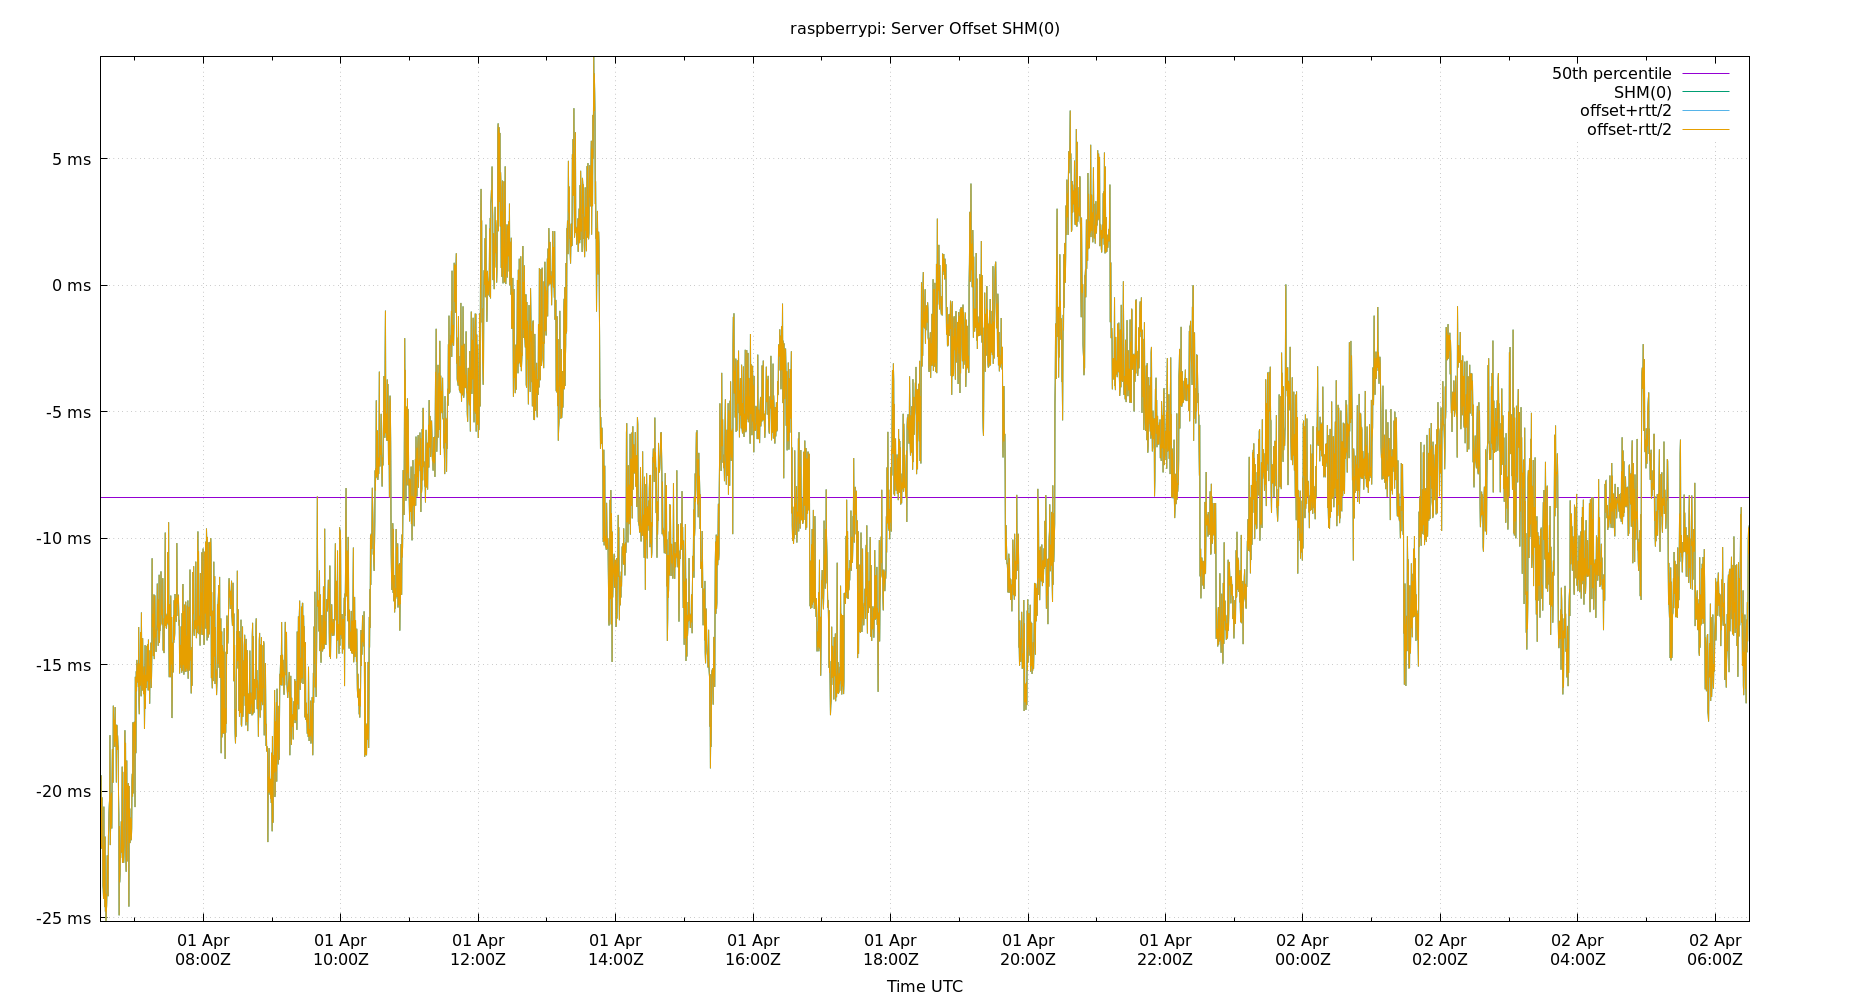 raspberrypi: Server Offset SHM(0)
50th percentile
SHM(0)
offset+rtt/2
offset-rtt/2
5 ms
0 ms
-5 ms
-10 ms
-15 ms
-20 ms
-25 ms
01 Apr 01 Apr 01 Apr 01 Apr 01 Apr 01 Apr 01 Apr 01 Apr 02 Apr 02 Apr 02 Apr 02 Apr
08:00Z 10:00Z 12:00Z 14:00Z 16:00Z 18:00Z 20:00Z 22:00Z 00:00Z 02:00Z 04:00Z 06:00Z
Time UTC